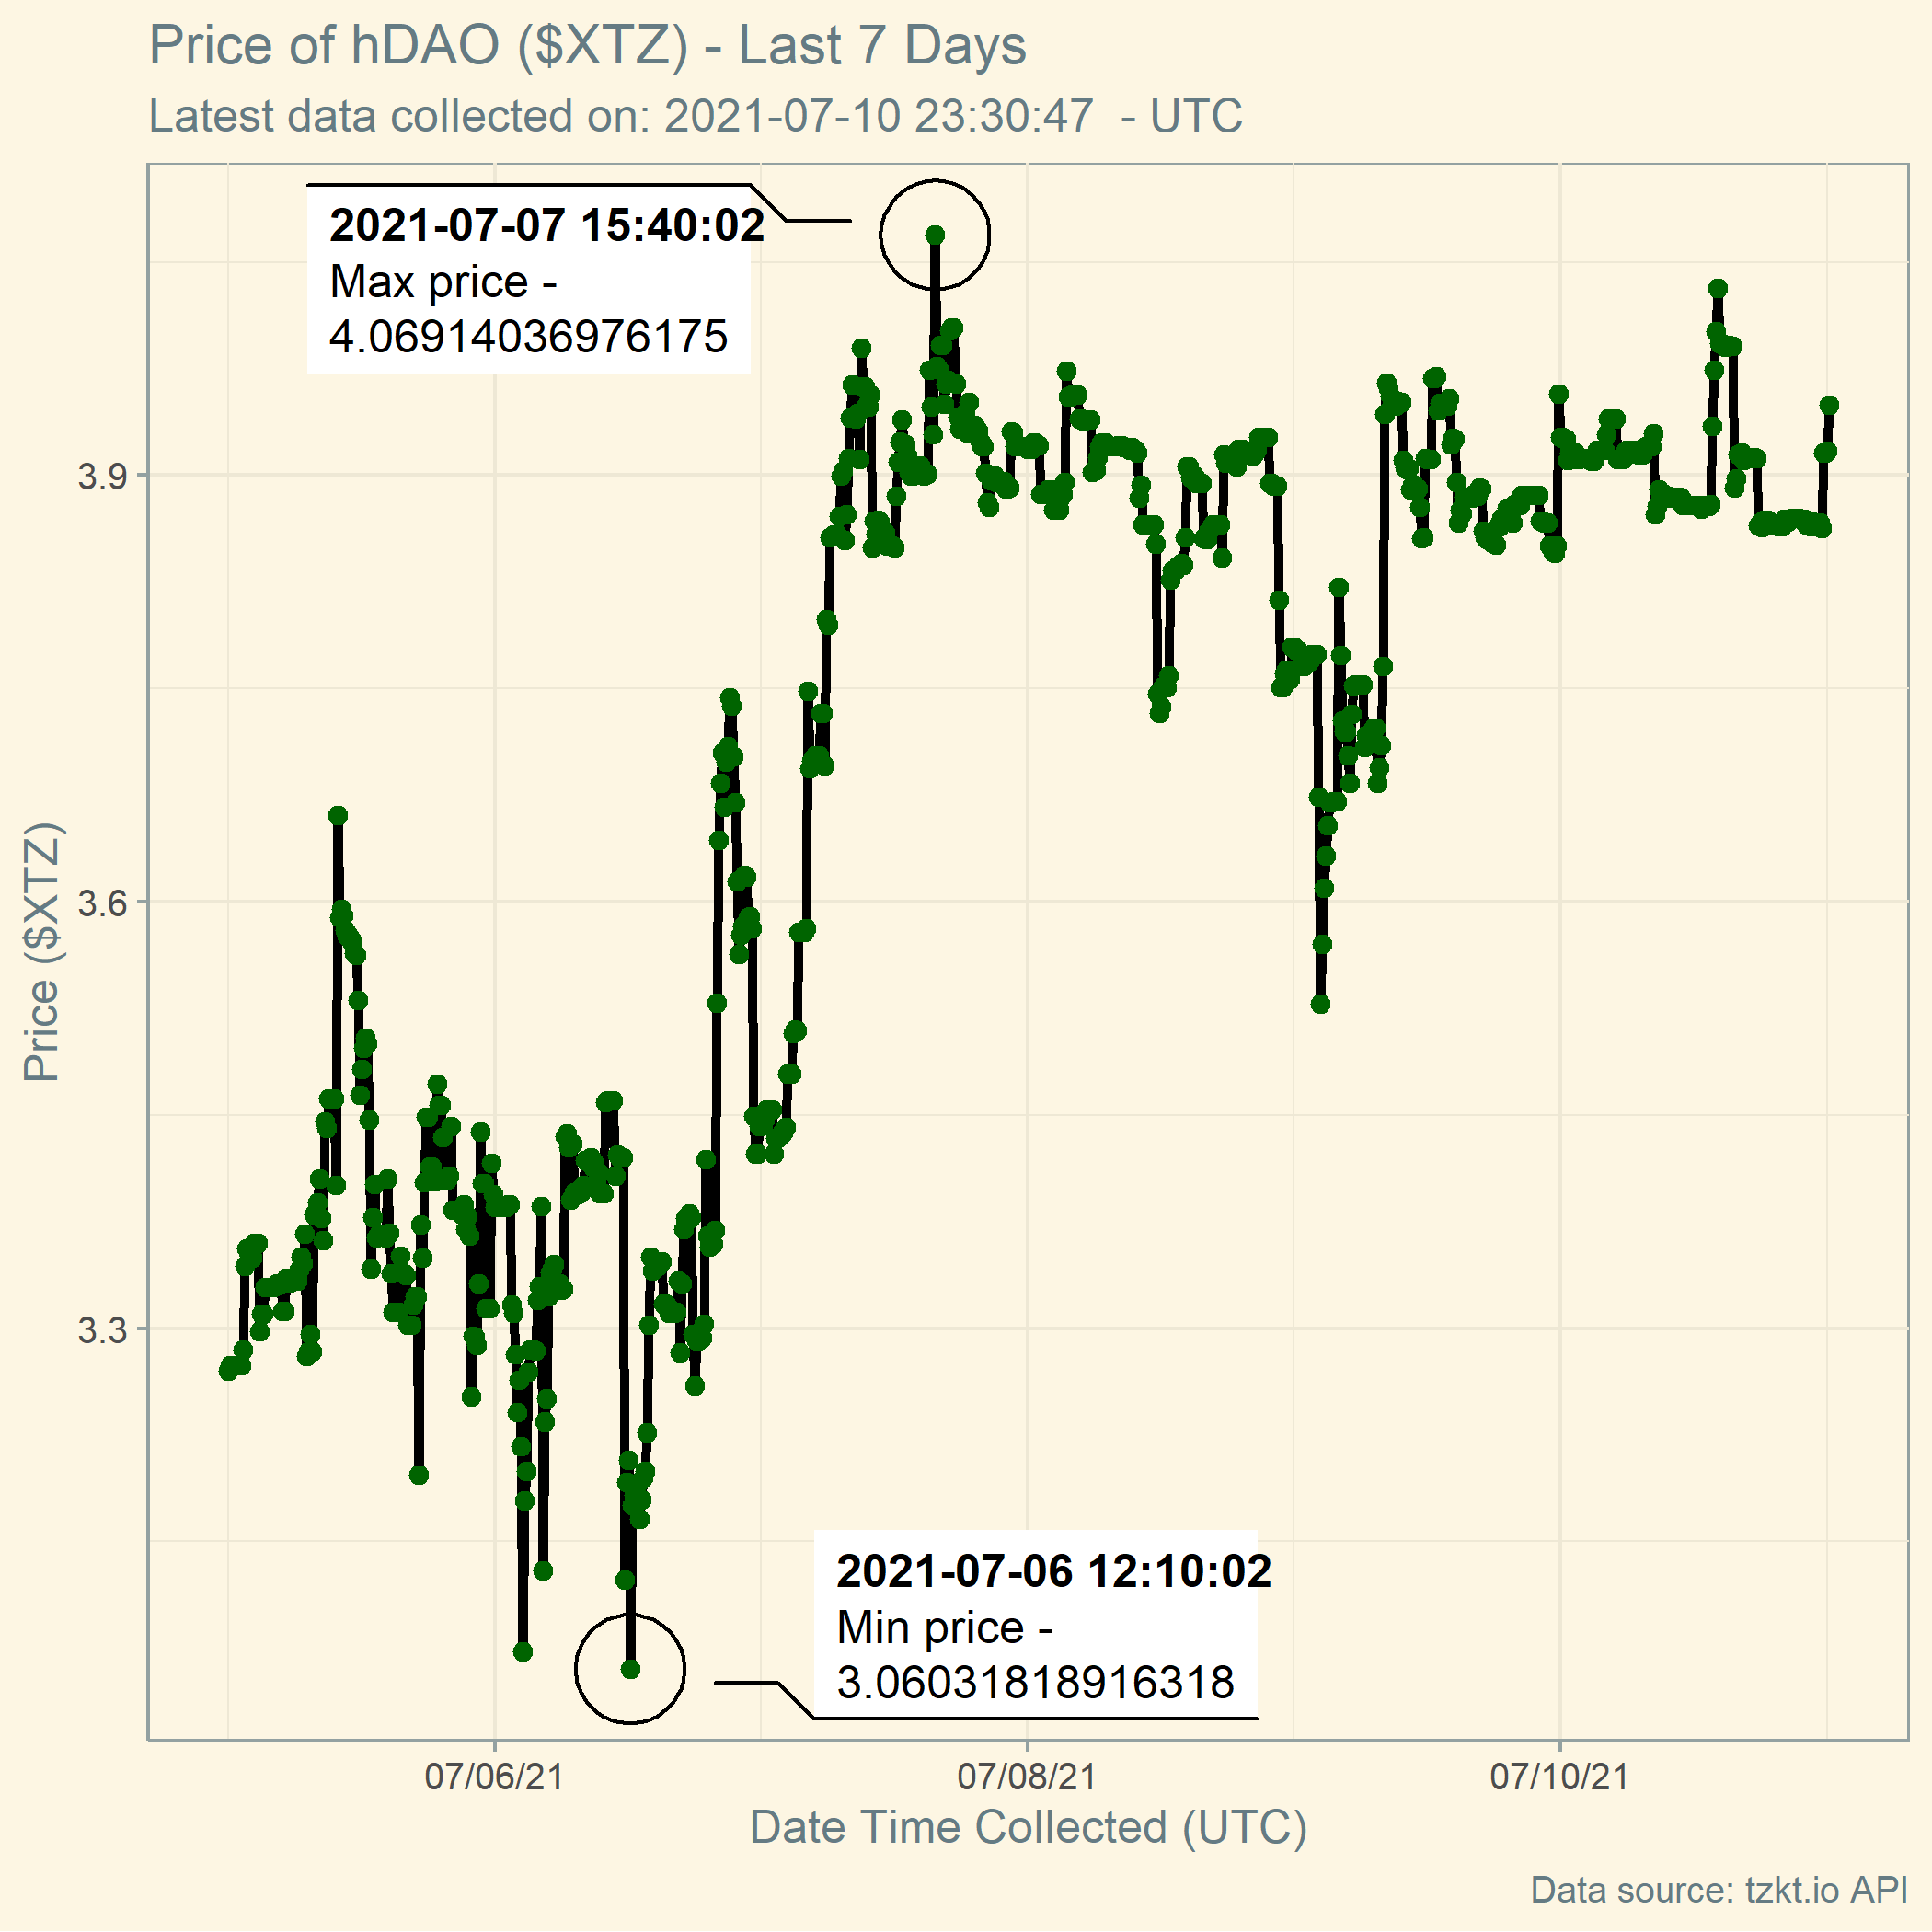 Price of hDAO ($XTZ) - Last 7 Days
Latest data collected on: 2021-07-10 23:30:47  - UTC
2021-07-07 15:40:02
Max price -
4.06914036976175
3.9
3.6
3.3
Price ($XTZ)
2021-07-06 12:10:02
Min price -
3.06031818916318
07/06/21
07/08/21
07/10/21
Date Time Collected (UTC)
Data source: tzkt.io API